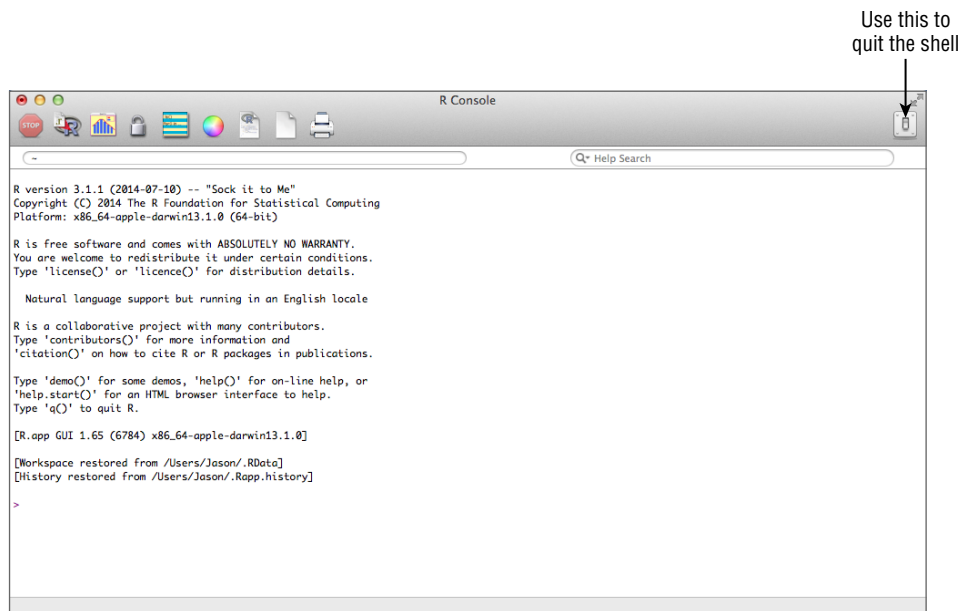 Use this to
quit the shell
R Console
STOP
R
R
~
Help Search
R version 3.1.1 (2014-07-10) -- "Sock it to Me"
Copyright (C) 2014 The R Foundation for Statistical Computing
Platform: x86_64-apple-darwin13.1.0 (64-bit)
R is free software and comes with ABSOLUTELY NO WARRANTY.
You are welcome to redistribute it under certain conditions.
Type 'license()' or 'licence()' for distribution details.
Natural language support but running in an English locale
R is a collaborative project with many contributors.
Type 'contributors()' for more information and
'citation()' on how to cite R or R packages in publications.
Type 'demo()' for some demos, 'help()' for on-line help, or
'help.start()' for an HTML browser interface to help.
Type 'q()' to quit R.
[R.app GUI 1.65 (6784) x86_64-apple-darwin13.1.0]
[Workspace restored from /Users/Jason/.RData]
[History restored from /Users/Jason/.Rapp.history]
>